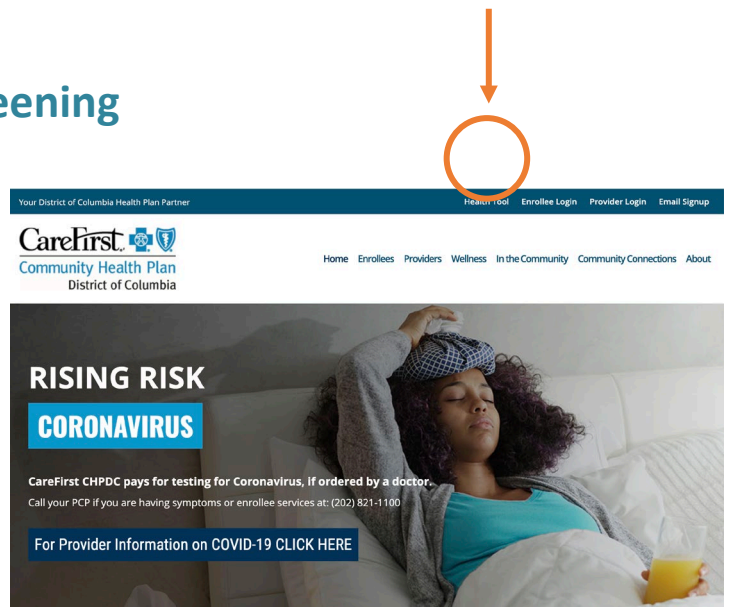 eening
Your District of Columbia Health Plan Partner
Health Tool Enrollee Login Provider Login Email Signup
CareFirst
Community Health Plan
District of Columbia
Home Enrollees Providers Wellness In the Community Community Connections About
RISING RISK
CORONAVIRUS
CareFirst CHPDC pays for testing for Coronavirus, if ordered by a doctor.
Call your PCP if you are having symptoms or enrollee services at: (202) 821-1100
For Provider Information on COVID-19 CLICK HERE